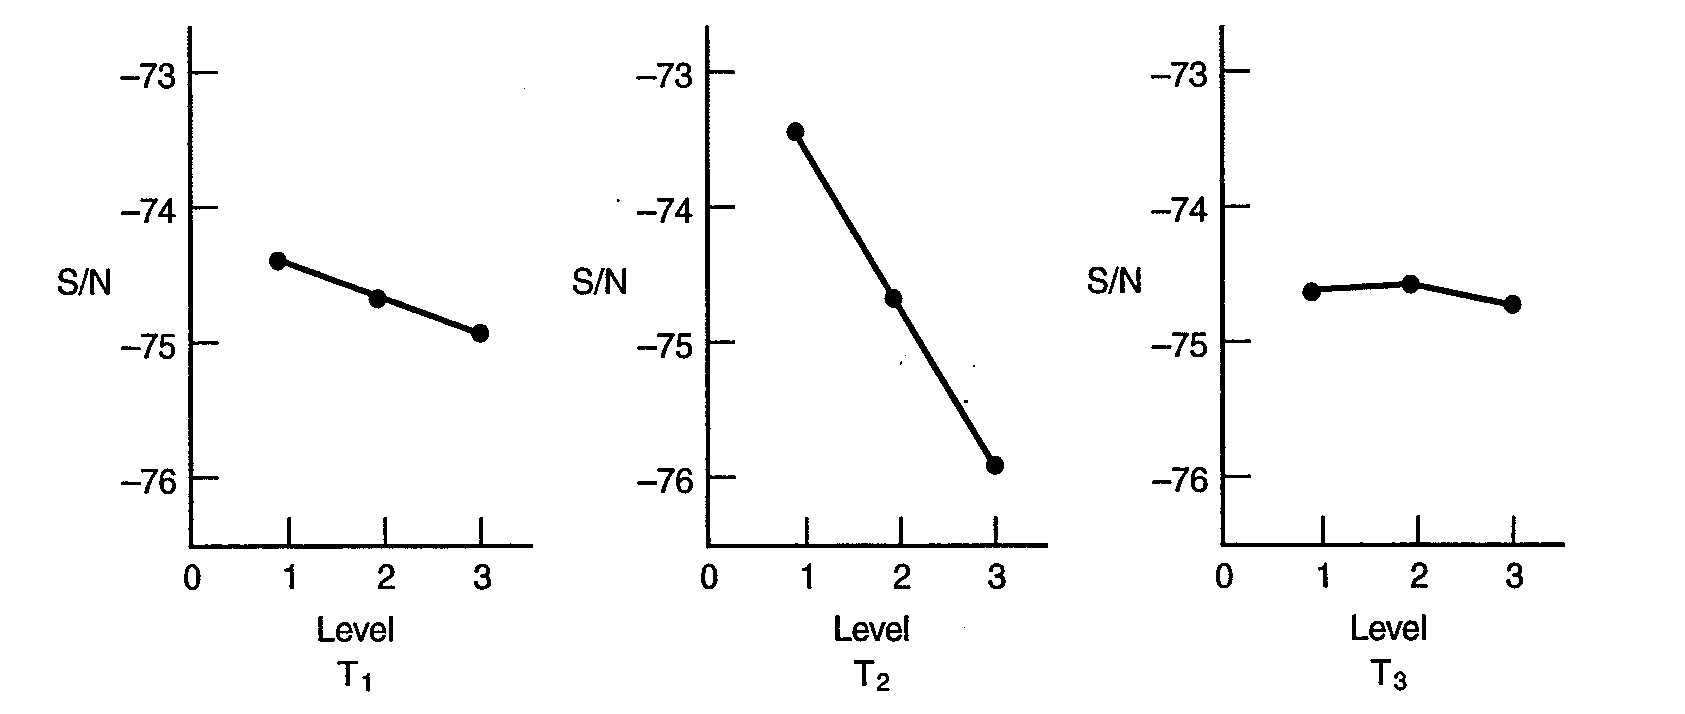 -73 -73 -73
-74 -74 -74
S/N S/N S/N
-75 -75 -75
-76 -76 -76
0 1 2 3 0 1 2 3 0 1 2 3
Level Level Level
T1 T2 T3